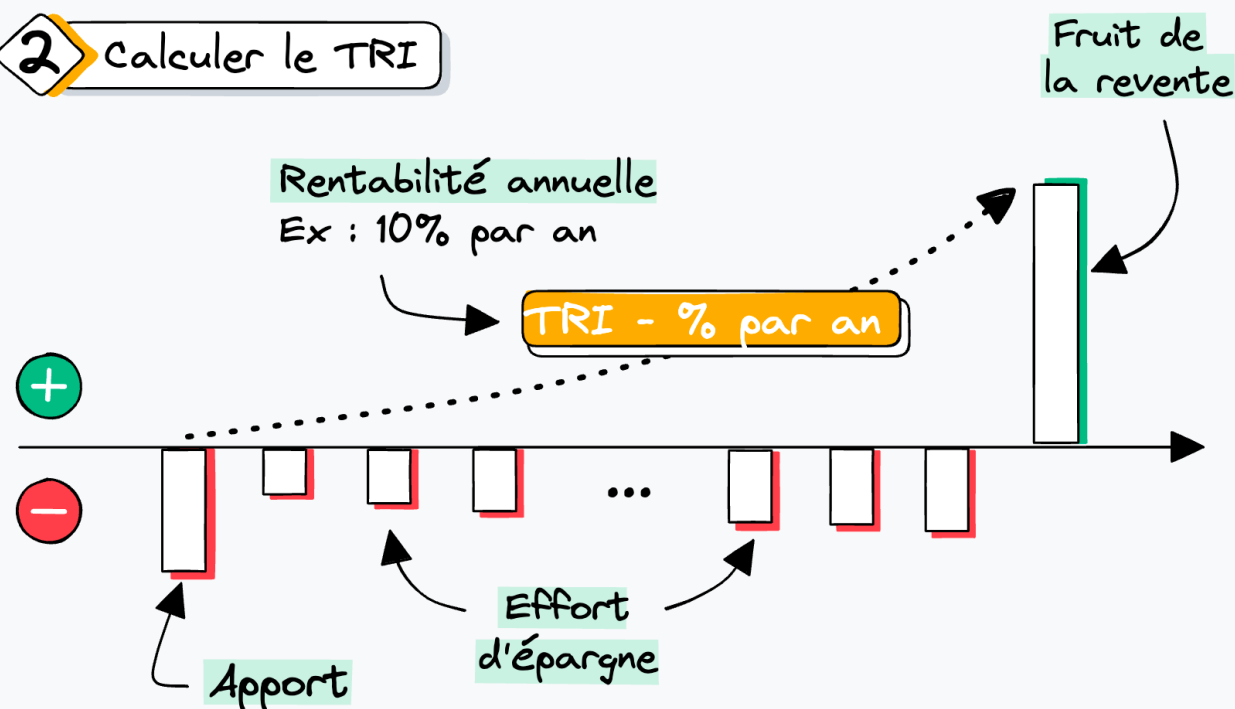 2 Calculer le TRI
Fruit de
la revente
Rentabilité annuelle
Ex : 10% par an
TRI - % par an
+
−
...
Effort
d'épargne
Apport